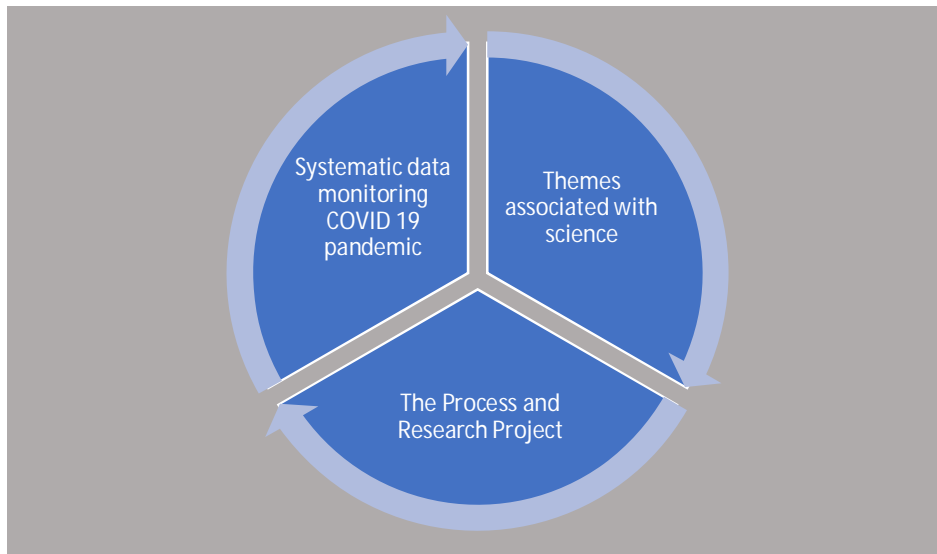 Systematic data
monitoring
COVID 19
pandemic
Themes
associated with
science
The Process and
Research Project